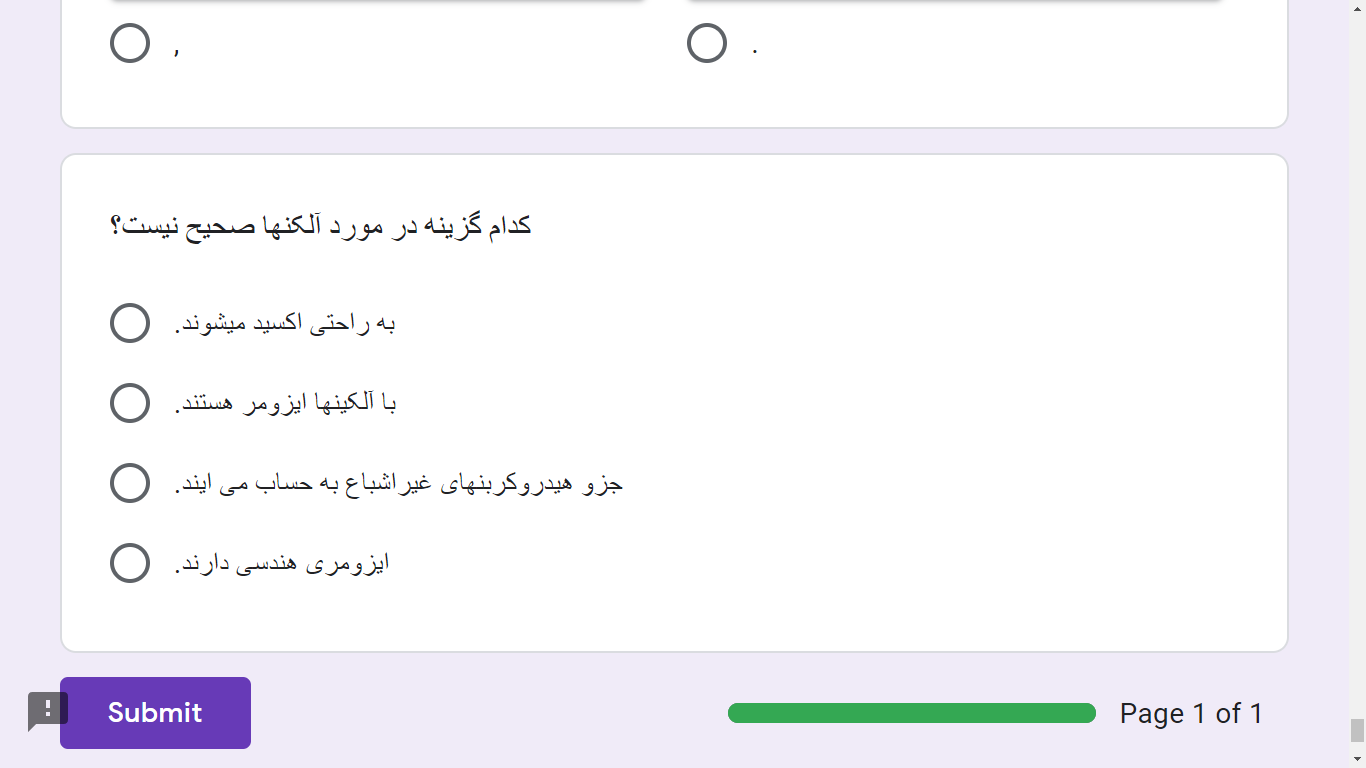 ,
.
کدام گزینه در مورد آلکنها صحیح نیست؟
به راحتی اکسید میشوند.
با آلکینها ایزومر هستند.
جزو هیدروکربنهای غیراشباع به حساب می ایند.
ایزومری هندسی دارند.
Submit
Page 1 of 1